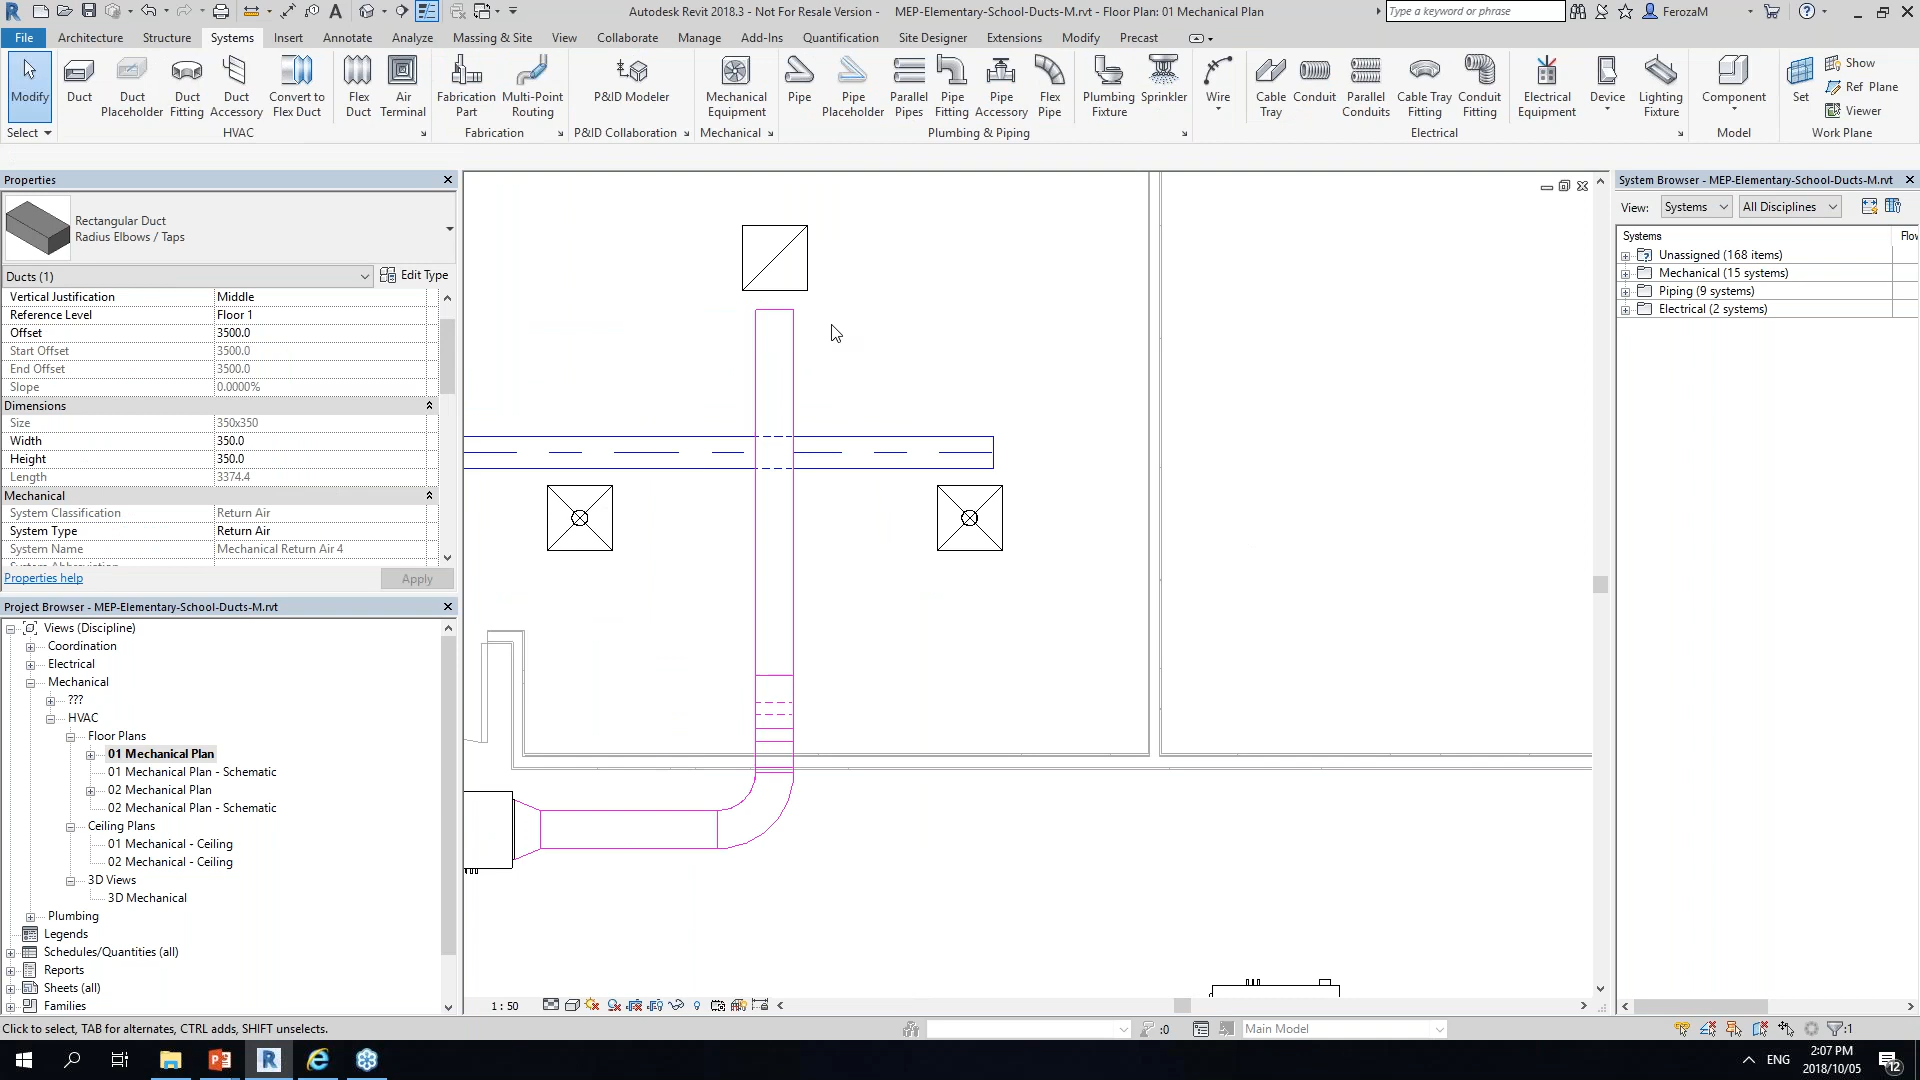 Autodesk Revit 2018.3 - Not For Resale Version - MEP-Elementary-School-Ducts-M.rvt - Floor Plan: 01 Mechanical Plan
Type a keyword or phrase
FerozaM
File Architecture Structure Systems Insert Annotate Analyze Massing & Site View Collaborate Manage Add-Ins Quantification Site Designer Extensions Modify Precast
Modify
Duct
Duct Placeholder
Duct Fitting
Duct Accessory
Convert to Flex Duct
Flex Duct
Air Terminal
Fabrication Part
Multi-Point Routing
P&ID Modeler
Mechanical Equipment
Pipe
Pipe Placeholder
Parallel Pipes
Pipe Fitting
Pipe Accessory
Flex Pipe
Plumbing Fixture
Sprinkler
Wire
Cable Tray
Conduit
Parallel Conduits
Cable Tray Fitting
Conduit Fitting
Electrical Equipment
Device
Lighting Fixture
Component
Set
Show
Ref Plane
Viewer
Select HVAC Fabrication P&ID Collaboration Mechanical Plumbing & Piping Electrical Model Work Plane
Properties
Rectangular Duct
Radius Elbows / Taps
Ducts (1) Edit Type
Vertical Justification Middle
Reference Level Floor 1
Offset 3500.0
Start Offset 3500.0
End Offset 3500.0
Slope 0.0000%
Dimensions
Size 350x350
Width 350.0
Height 350.0
Length 3374.4
Mechanical
System Classification Return Air
System Type Return Air
System Name Mechanical Return Air 4
Properties help Apply
Project Browser - MEP-Elementary-School-Ducts-M.rvt
Views (Discipline)
Coordination
Electrical
Mechanical
???
HVAC
Floor Plans
01 Mechanical Plan
01 Mechanical Plan - Schematic
02 Mechanical Plan
02 Mechanical Plan - Schematic
Ceiling Plans
01 Mechanical - Ceiling
02 Mechanical - Ceiling
3D Views
3D Mechanical
Plumbing
Legends
Schedules/Quantities (all)
Reports
Sheets (all)
Families
System Browser - MEP-Elementary-School-Ducts-M.rvt
View: Systems All Disciplines
Systems Flow
Unassigned (168 items)
Mechanical (15 systems)
Piping (9 systems)
Electrical (2 systems)
1 : 50
Click to select, TAB for alternates, CTRL adds, SHIFT unselects.
:0
Main Model
:1
ENG
2:07 PM
2018/10/05
12